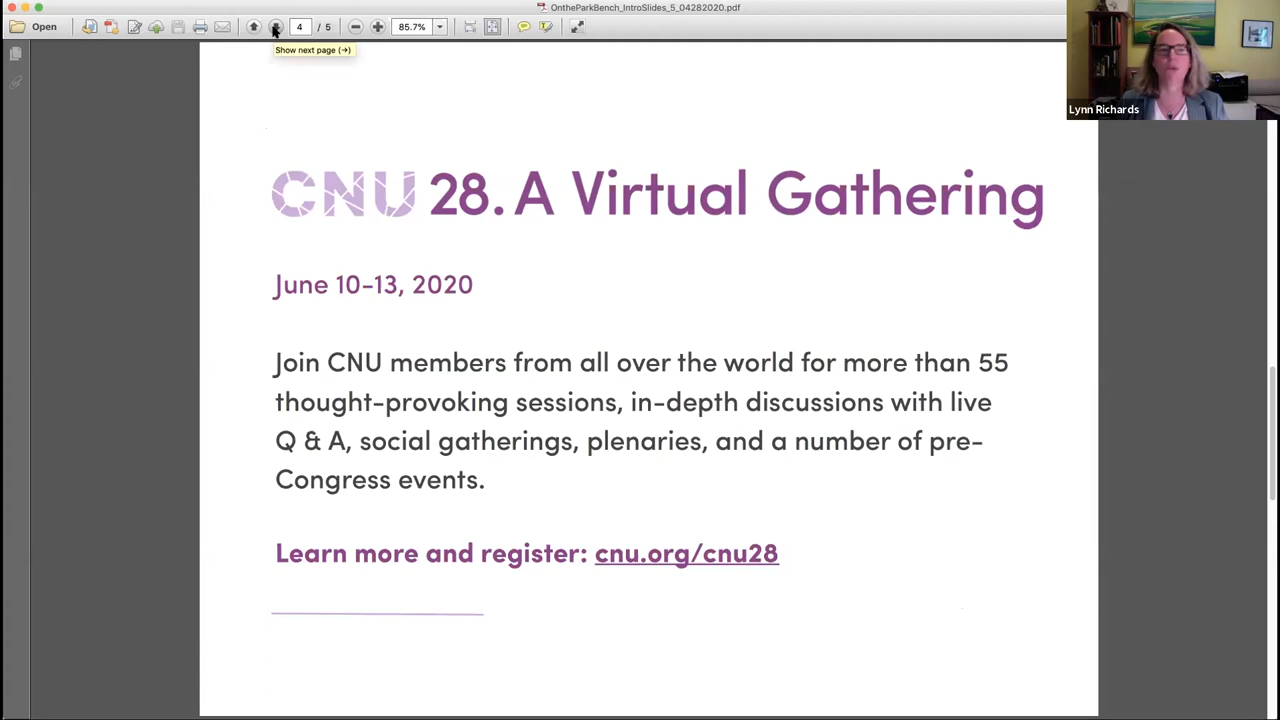 OntheParkBench_IntroSlides_5_04282020.pdf
Open
4 / 5
85.7%
Show next page (→)
Lynn Richards
CNU 28. A Virtual Gathering
June 10-13, 2020
Join CNU members from all over the world for more than 55
thought-provoking sessions, in-depth discussions with live
Q & A, social gatherings, plenaries, and a number of pre-
Congress events.
Learn more and register: cnu.org/cnu28